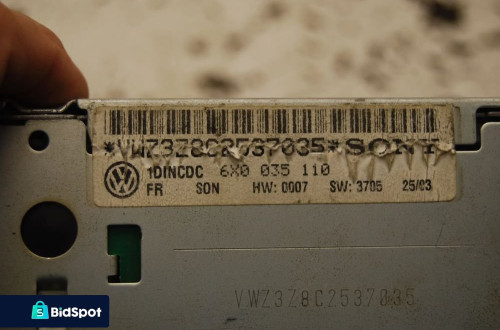 *VWZ3Z8C2537035*SONY
1DINCDC 6X0 035 110
FR SON HW: 0007 SW: 3705 25/03
VWZ3Z8C2537035
BidSpot